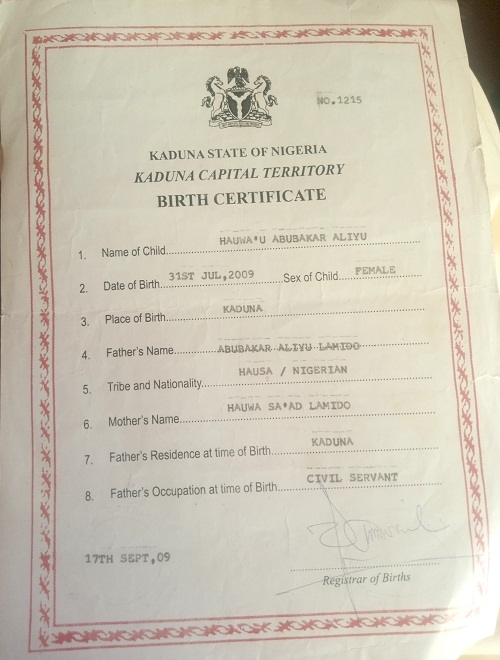 NO.1215
KADUNA STATE OF NIGERIA
KADUNA CAPITAL TERRITORY
BIRTH CERTIFICATE
1. Name of Child HAUWA'U ABUBAKAR ALIYU
2. Date of Birth 31ST JUL,2009 Sex of Child FEMALE
3. Place of Birth KADUNA
4. Father's Name ABUBAKAR ALIYU LAMIDO
5. Tribe and Nationality HAUSA / NIGERIAN
6. Mother's Name HAUWA SA'AD LAMIDO
7. Father's Residence at time of Birth KADUNA
8. Father's Occupation at time of Birth CIVIL SERVANT
17TH SEPT,09
Registrar of Births